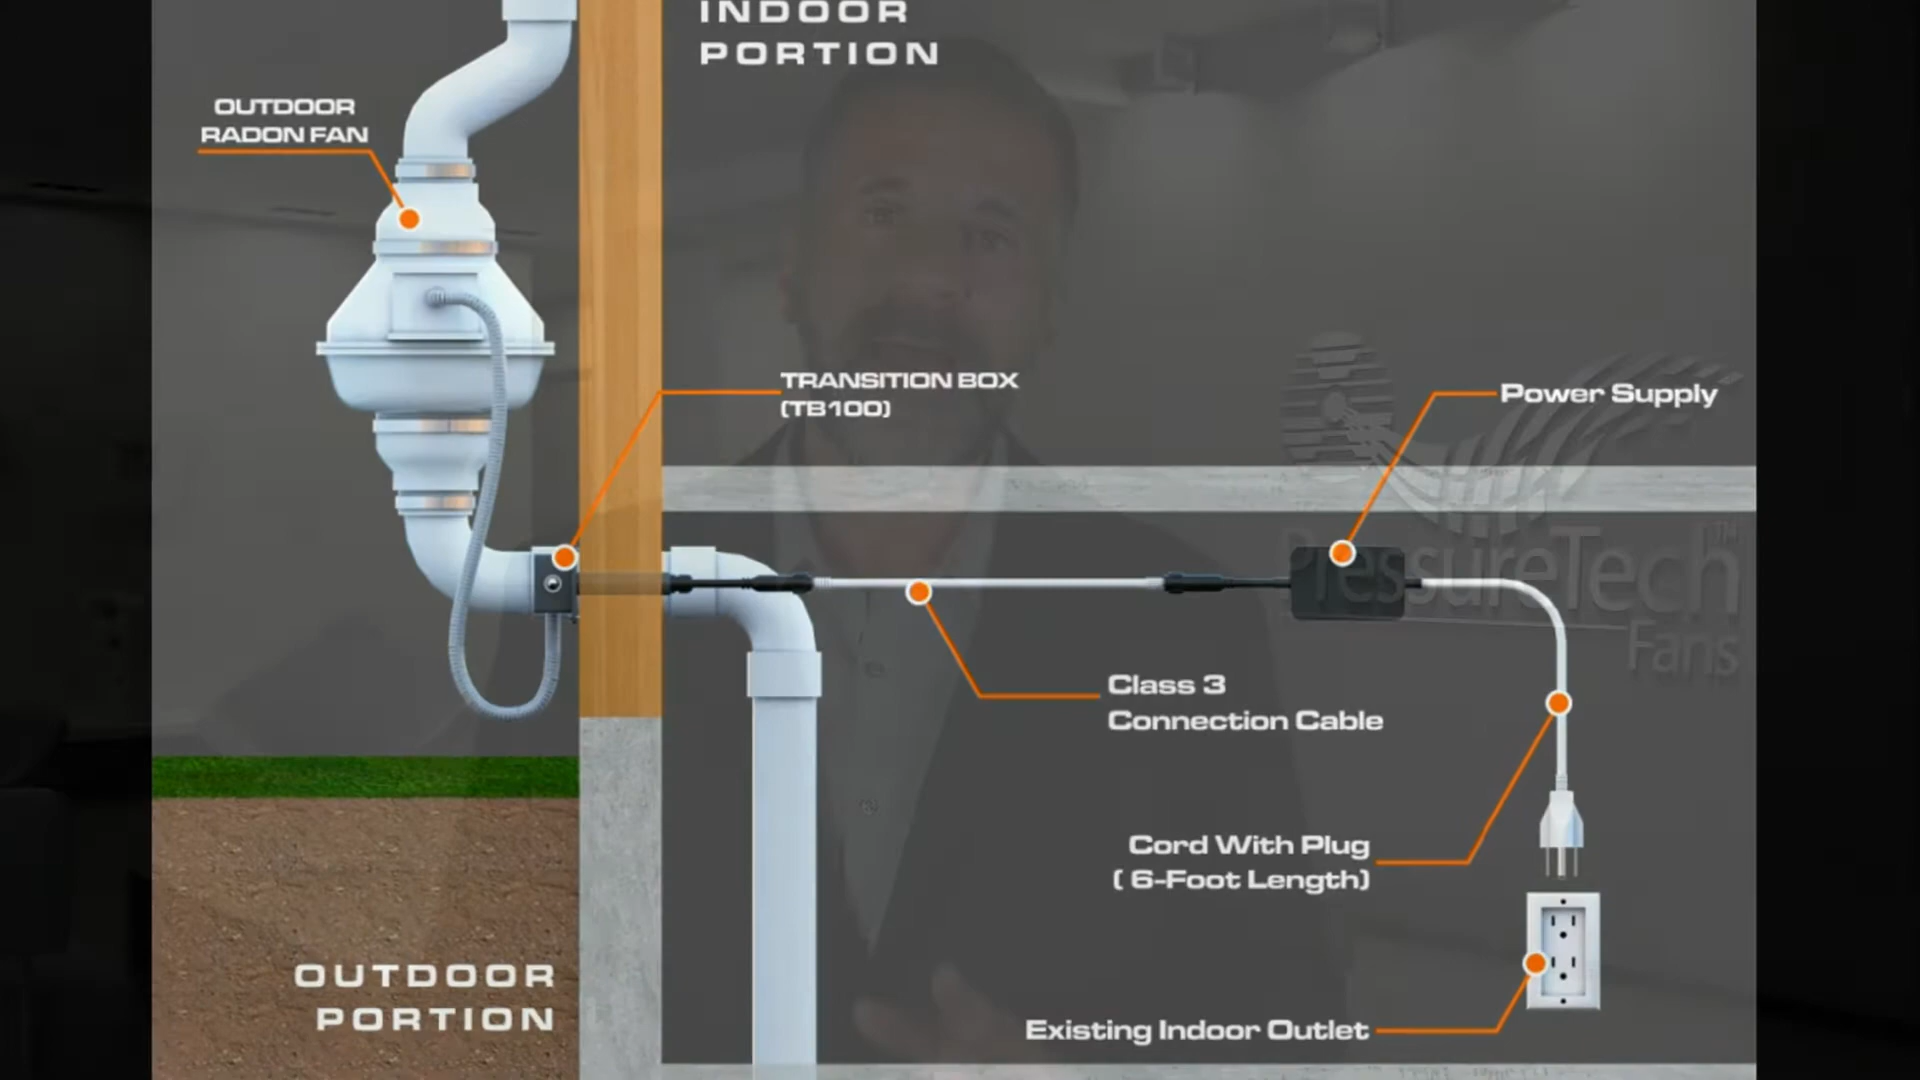 INDOOR
PORTION
OUTDOOR
RADON FAN
TRANSITION BOX
(TB100)
Power Supply
PressureTech™
Fans
Class 3
Connection Cable
Cord With Plug
( 6-Foot Length)
OUTDOOR
PORTION
Existing Indoor Outlet